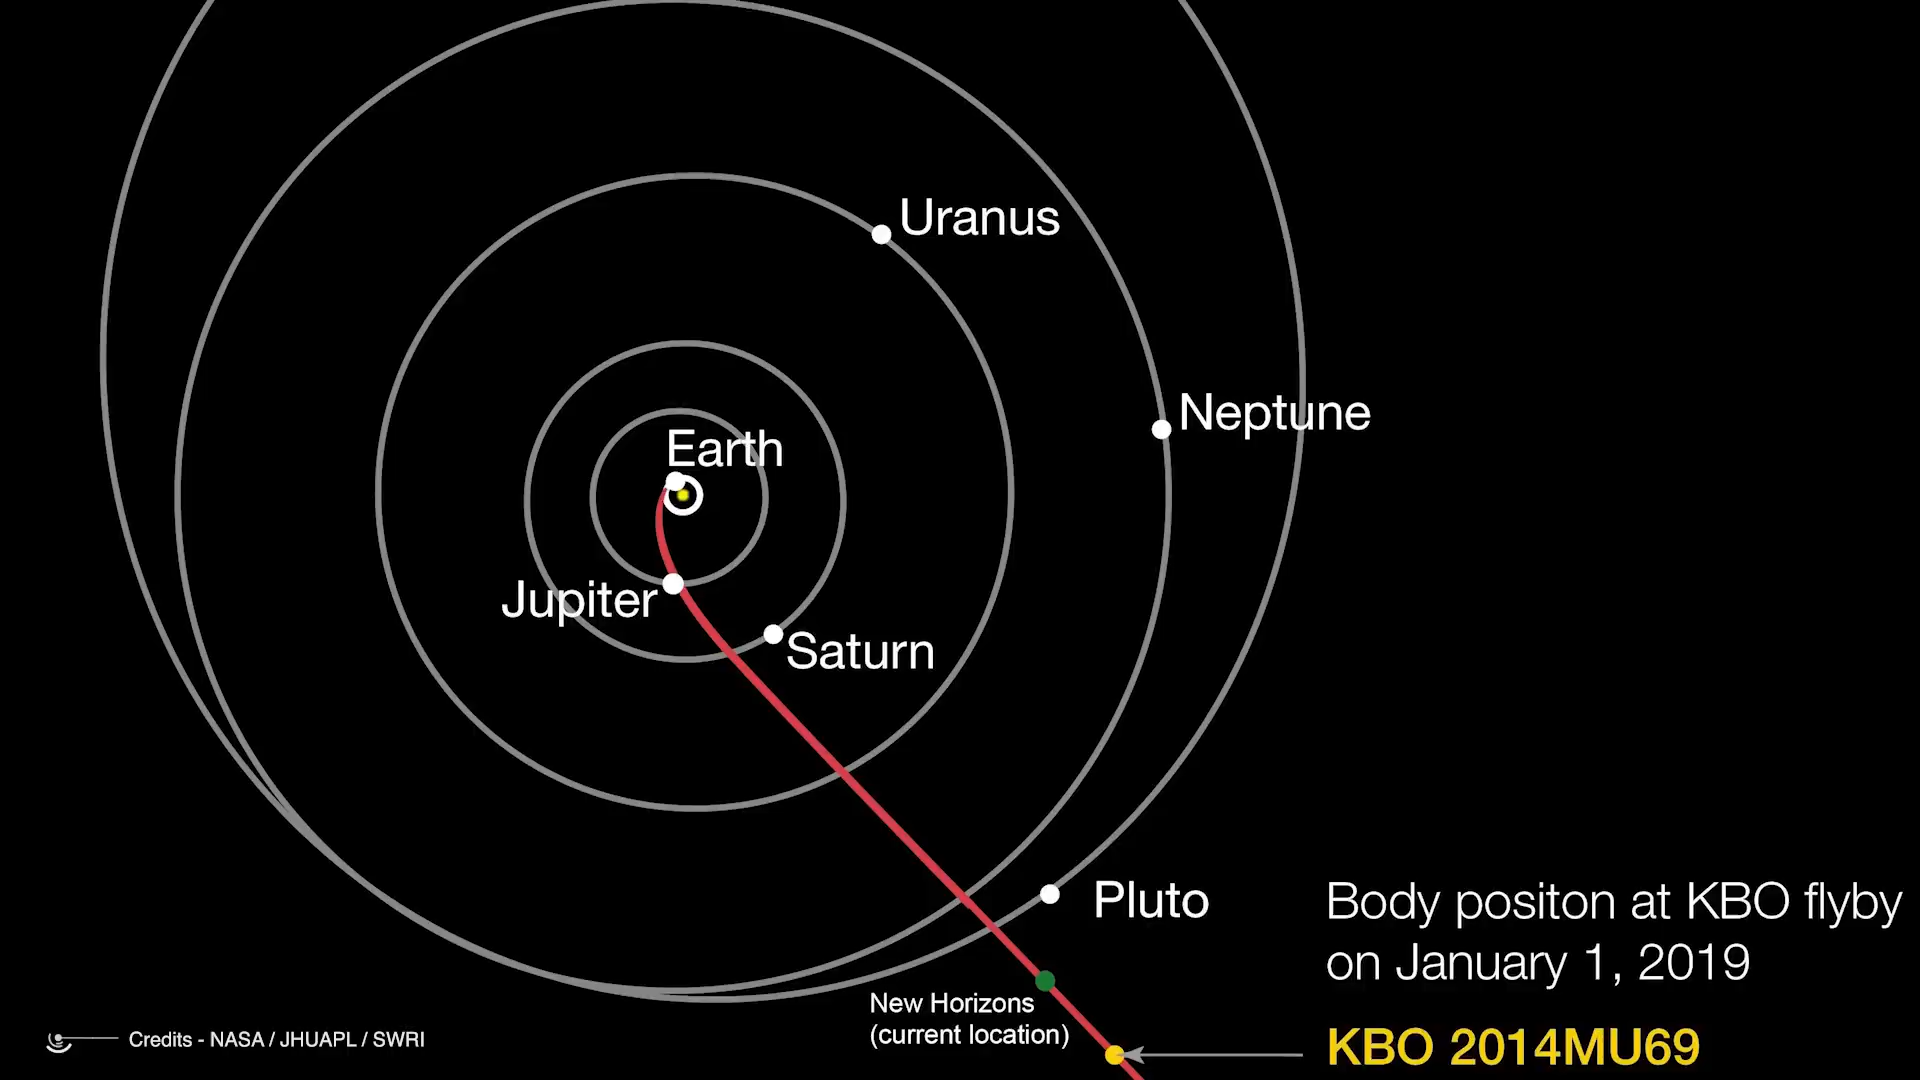 Uranus
Neptune
Earth
Jupiter
Saturn
Pluto
Body positon at KBO flyby
on January 1, 2019
New Horizons
(current location)
KBO 2014MU69
Credits - NASA / JHUAPL / SWRI